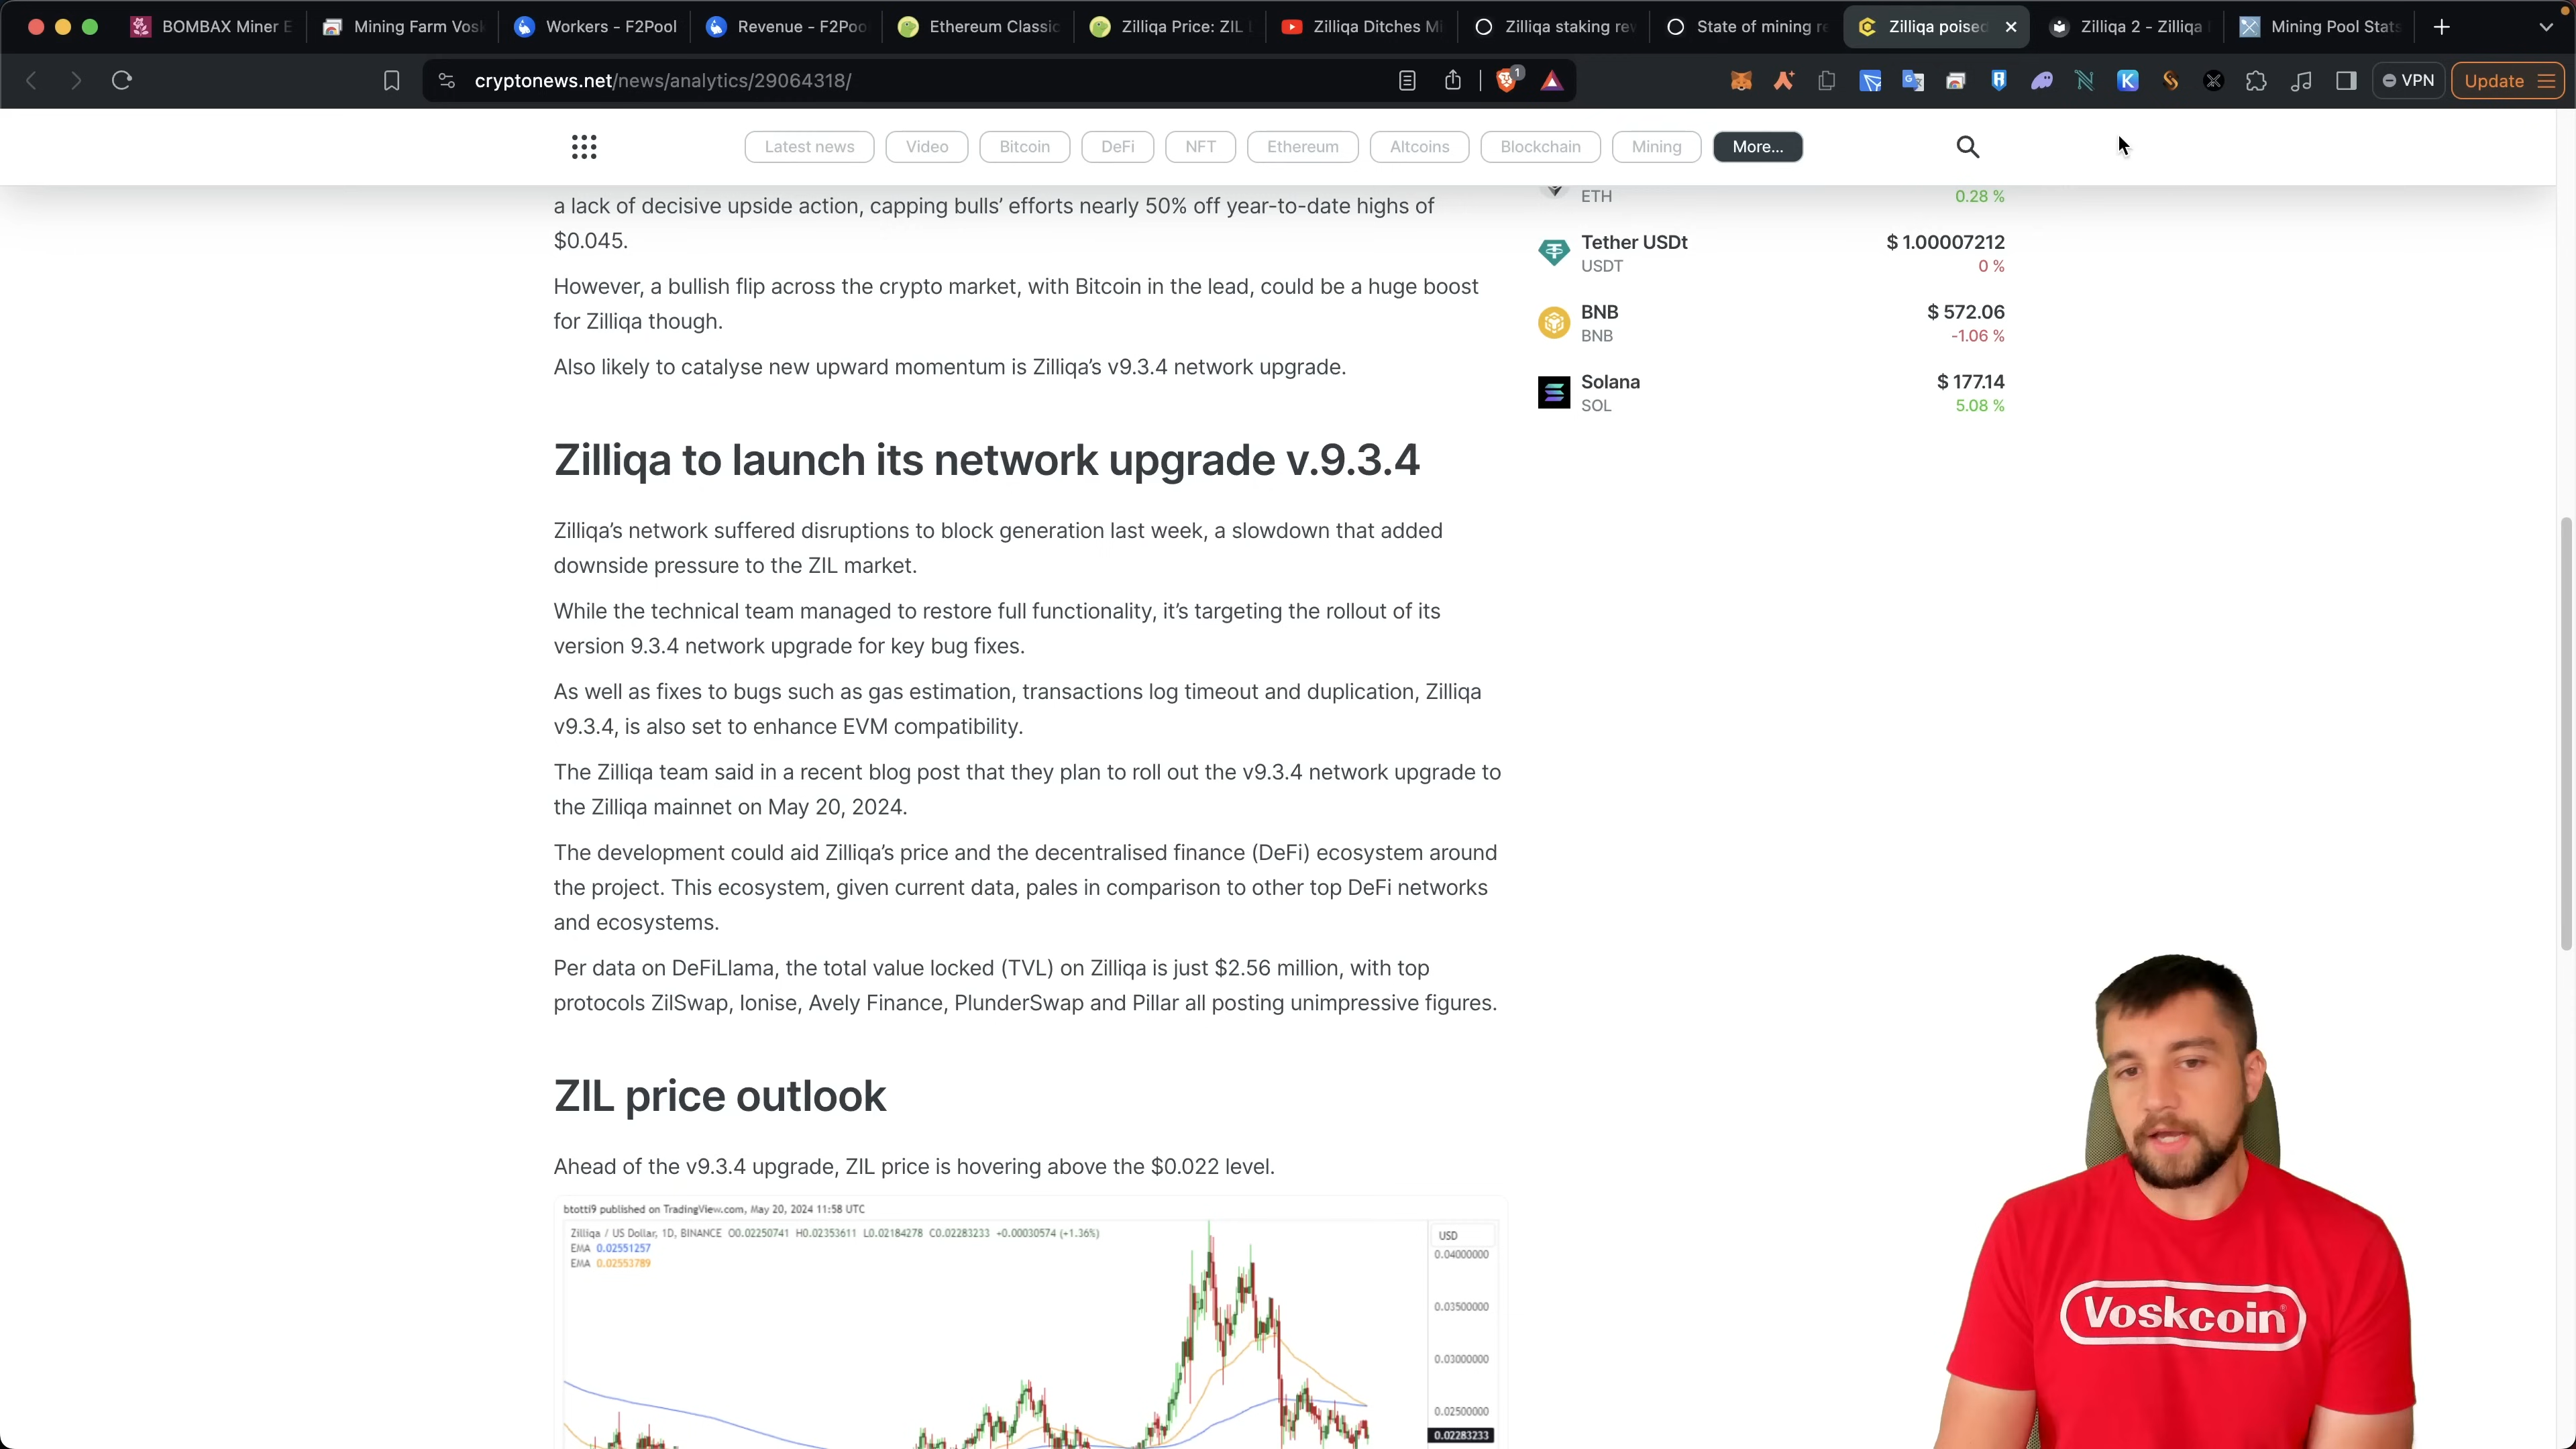 BOMBAX Miner E
Mining Farm Vosk
Workers - F2Pool
Revenue - F2Poo
Ethereum Classic
Zilliqa Price: ZIL
Zilliqa Ditches Mi
Zilliqa staking rew
State of mining re
Zilliqa poised
Zilliqa 2 - Zilliqa
Mining Pool Stats
cryptonews.net/news/analytics/29064318/
1
VPN
Update
Latest news
Video
Bitcoin
DeFi
NFT
Ethereum
Altcoins
Blockchain
Mining
More...
a lack of decisive upside action, capping bulls’ efforts nearly 50% off year-to-date highs of
$0.045.
However, a bullish flip across the crypto market, with Bitcoin in the lead, could be a huge boost
for Zilliqa though.
Also likely to catalyse new upward momentum is Zilliqa’s v9.3.4 network upgrade.
Zilliqa to launch its network upgrade v.9.3.4
Zilliqa’s network suffered disruptions to block generation last week, a slowdown that added
downside pressure to the ZIL market.
While the technical team managed to restore full functionality, it’s targeting the rollout of its
version 9.3.4 network upgrade for key bug fixes.
As well as fixes to bugs such as gas estimation, transactions log timeout and duplication, Zilliqa
v9.3.4, is also set to enhance EVM compatibility.
The Zilliqa team said in a recent blog post that they plan to roll out the v9.3.4 network upgrade to
the Zilliqa mainnet on May 20, 2024.
The development could aid Zilliqa’s price and the decentralised finance (DeFi) ecosystem around
the project. This ecosystem, given current data, pales in comparison to other top DeFi networks
and ecosystems.
Per data on DeFiLlama, the total value locked (TVL) on Zilliqa is just $2.56 million, with top
protocols ZilSwap, Ionise, Avely Finance, PlunderSwap and Pillar all posting unimpressive figures.
ZIL price outlook
Ahead of the v9.3.4 upgrade, ZIL price is hovering above the $0.022 level.
btotti9 published on TradingView.com, May 20, 2024 11:58 UTC
Zilliqa / US Dollar, 1D, BINANCE O0.02250741 H0.02353611 L0.02184278 C0.02283233 +0.00030574 (+1.36%)
EMA 0.02551257
EMA 0.02553789
USD
0.04000000
0.03500000
0.03000000
0.02500000
0.02283233
ETH
0.28 %
Tether USDt
$ 1.00007212
USDT
0 %
BNB
$ 572.06
BNB
-1.06 %
Solana
$ 177.14
SOL
5.08 %
Voskcoin